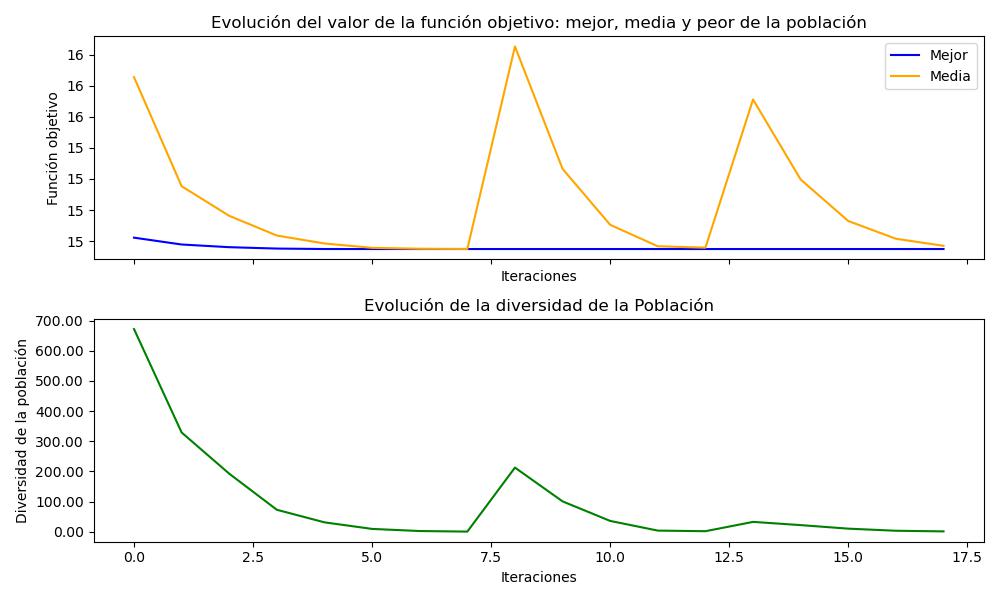 Evolución del valor de la función objetivo: mejor, media y peor de la población
16
16
16
15
15
15
15
Función objetivo
Mejor
Media
Iteraciones
Evolución de la diversidad de la Población
700.00
600.00
500.00
400.00
300.00
200.00
100.00
0.00
Diversidad de la población
0.0 2.5 5.0 7.5 10.0 12.5 15.0 17.5
Iteraciones